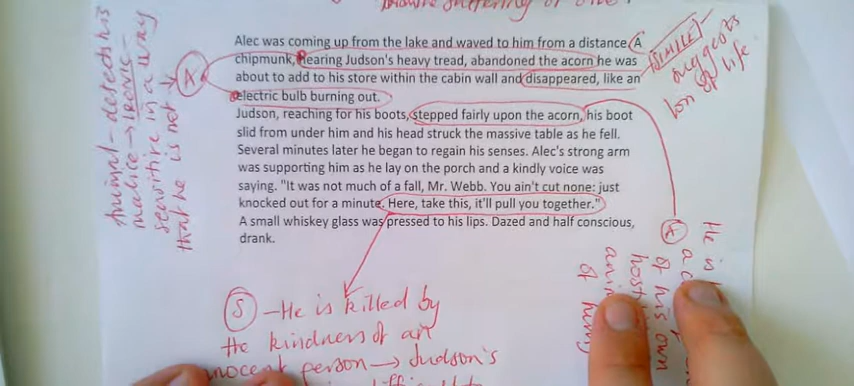 Alec was coming up from the lake and waved to him from a distance. A
chipmunk, hearing Judson's heavy tread, abandoned the acorn he was
about to add to his store within the cabin wall and disappeared, like an
electric bulb burning out.
Judson, reaching for his boots, stepped fairly upon the acorn, his boot
slid from under him and his head struck the massive table as he fell.
Several minutes later he began to regain his senses. Alec's strong arm
was supporting him as he lay on the porch and a kindly voice was
saying. "It was not much of a fall, Mr. Webb. You ain't cut none: just
knocked out for a minute. Here, take this, it'll pull you together."
A small whiskey glass was pressed to his lips. Dazed and half conscious,
drank.
SIMILE
suggests
loss of life.
Animal - detects his
malice → ironic -
sensitive in a way
that he is not
He is
of his own
S - He is killed by
the kindness of an
person → Judson's